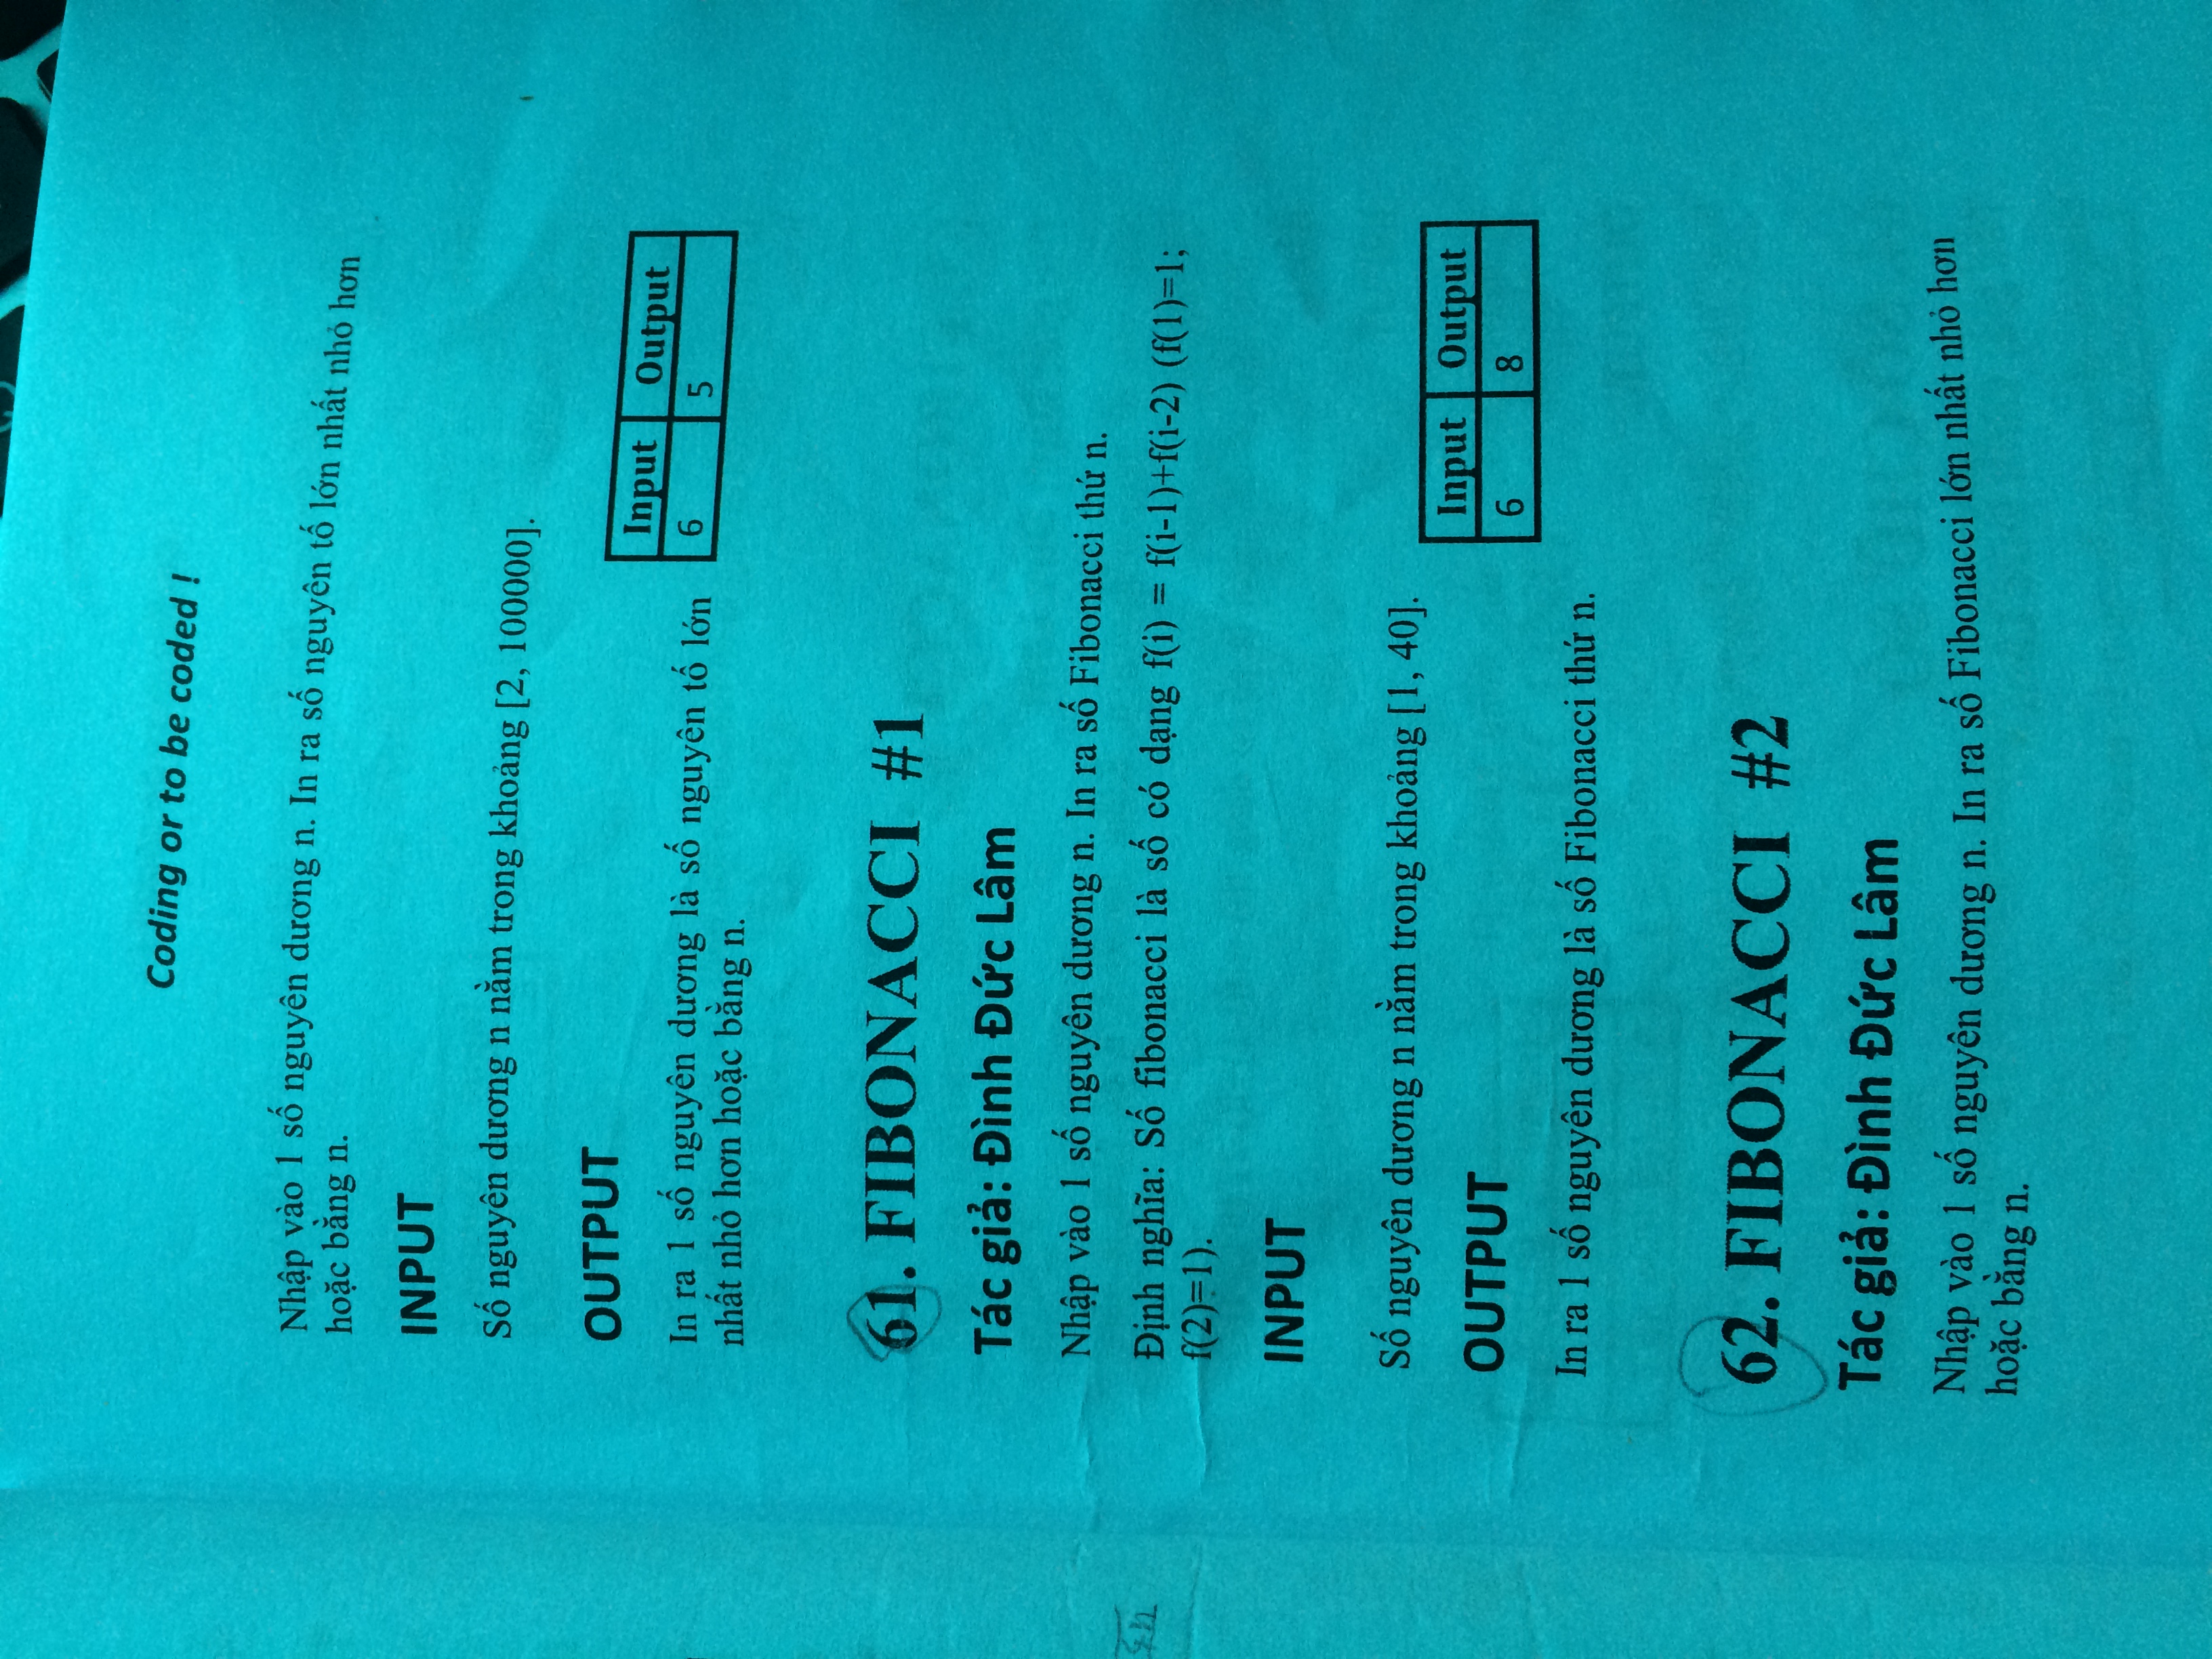 Coding or to be coded !
Nhập vào 1 số nguyên dương n. In ra số nguyên tố lớn nhất nhỏ hơn
hoặc bằng n.
INPUT
Số nguyên dương n nằm trong khoảng [2, 100000].
OUTPUT
In ra 1 số nguyên dương là số nguyên tố lớn
nhất nhỏ hơn hoặc bằng n.
Input Output
6 5
61. FIBONACCI #1
Tác giả: Đình Đức Lâm
Nhập vào 1 số nguyên dương n. In ra số Fibonacci thứ n.
Định nghĩa: Số fibonacci là số có dạng f(i) = f(i-1)+f(i-2) (f(1)=1;
f(2)=1).
INPUT
Số nguyên dương n nằm trong khoảng [1, 40].
OUTPUT
In ra 1 số nguyên dương là số Fibonacci thứ n.
Input Output
6 8
62. FIBONACCI #2
Tác giả: Đình Đức Lâm
Nhập vào 1 số nguyên dương n. In ra số Fibonacci lớn nhất nhỏ hơn
hoặc bằng n.